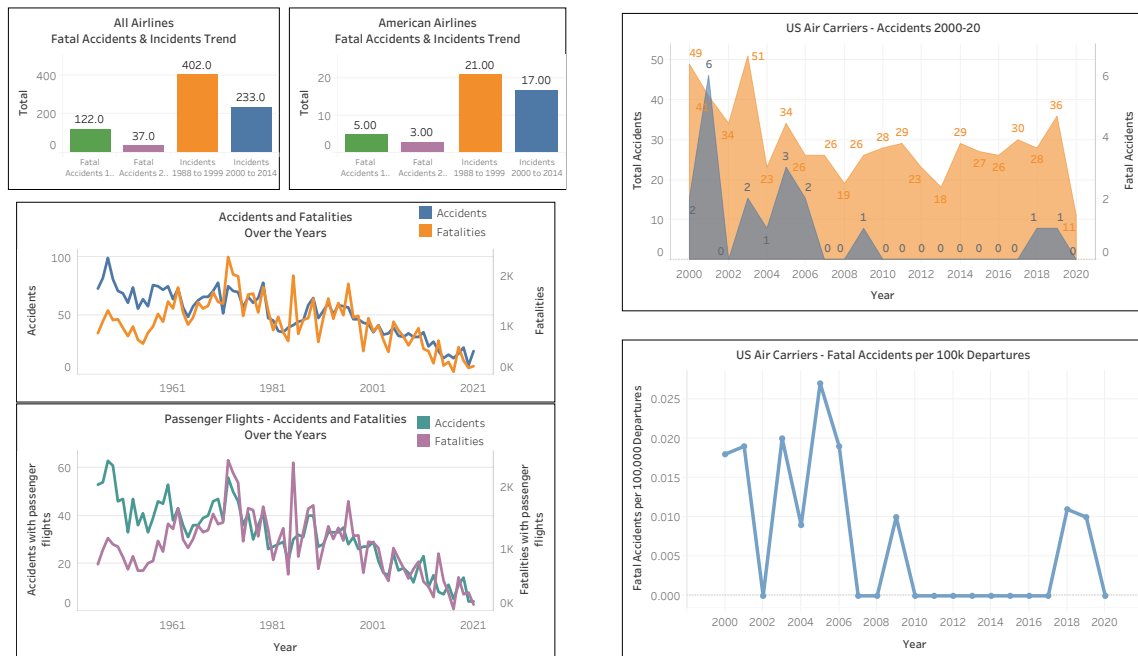 All Airlines
Fatal Accidents & Incidents Trend
Total
400
200
0
122.0
37.0
402.0
233.0
Fatal
Accidents 1..
Fatal
Accidents 2..
Incidents
1988 to 1999
Incidents
2000 to 2014
American Airlines
Fatal Accidents & Incidents Trend
Total
20
10
0
5.00
3.00
21.00
17.00
Fatal
Accidents 1..
Fatal
Accidents 2..
Incidents
1988 to 1999
Incidents
2000 to 2014
Accidents and Fatalities
Over the Years
Accidents
Fatalities
Accidents
100
50
0
2K
1K
0K
Fatalities
1961
1981
2001
2021
Passenger Flights - Accidents and Fatalities
Over the Years
Accidents
Fatalities
Accidents with passenger
flights
60
40
20
0
2K
1K
0K
Fatalities with passenger
flights
1961
1981
2001
2021
Year
US Air Carriers - Accidents 2000-20
Total Accidents
50
40
30
20
10
0
6
4
2
0
Fatal Accidents
49
34
51
23
34
26
26
19
26
28
29
23
18
29
27
26
30
28
36
11
2
6
0
2
1
3
2
0
0
1
0
0
0
0
0
0
0
0
1
1
0
2000
2002
2004
2006
2008
2010
2012
2014
2016
2018
2020
Year
US Air Carriers - Fatal Accidents per 100k Departures
Fatal Accidents per 100,000 Departures
0.025
0.020
0.015
0.010
0.005
0.000
2000
2002
2004
2006
2008
2010
2012
2014
2016
2018
2020
Year